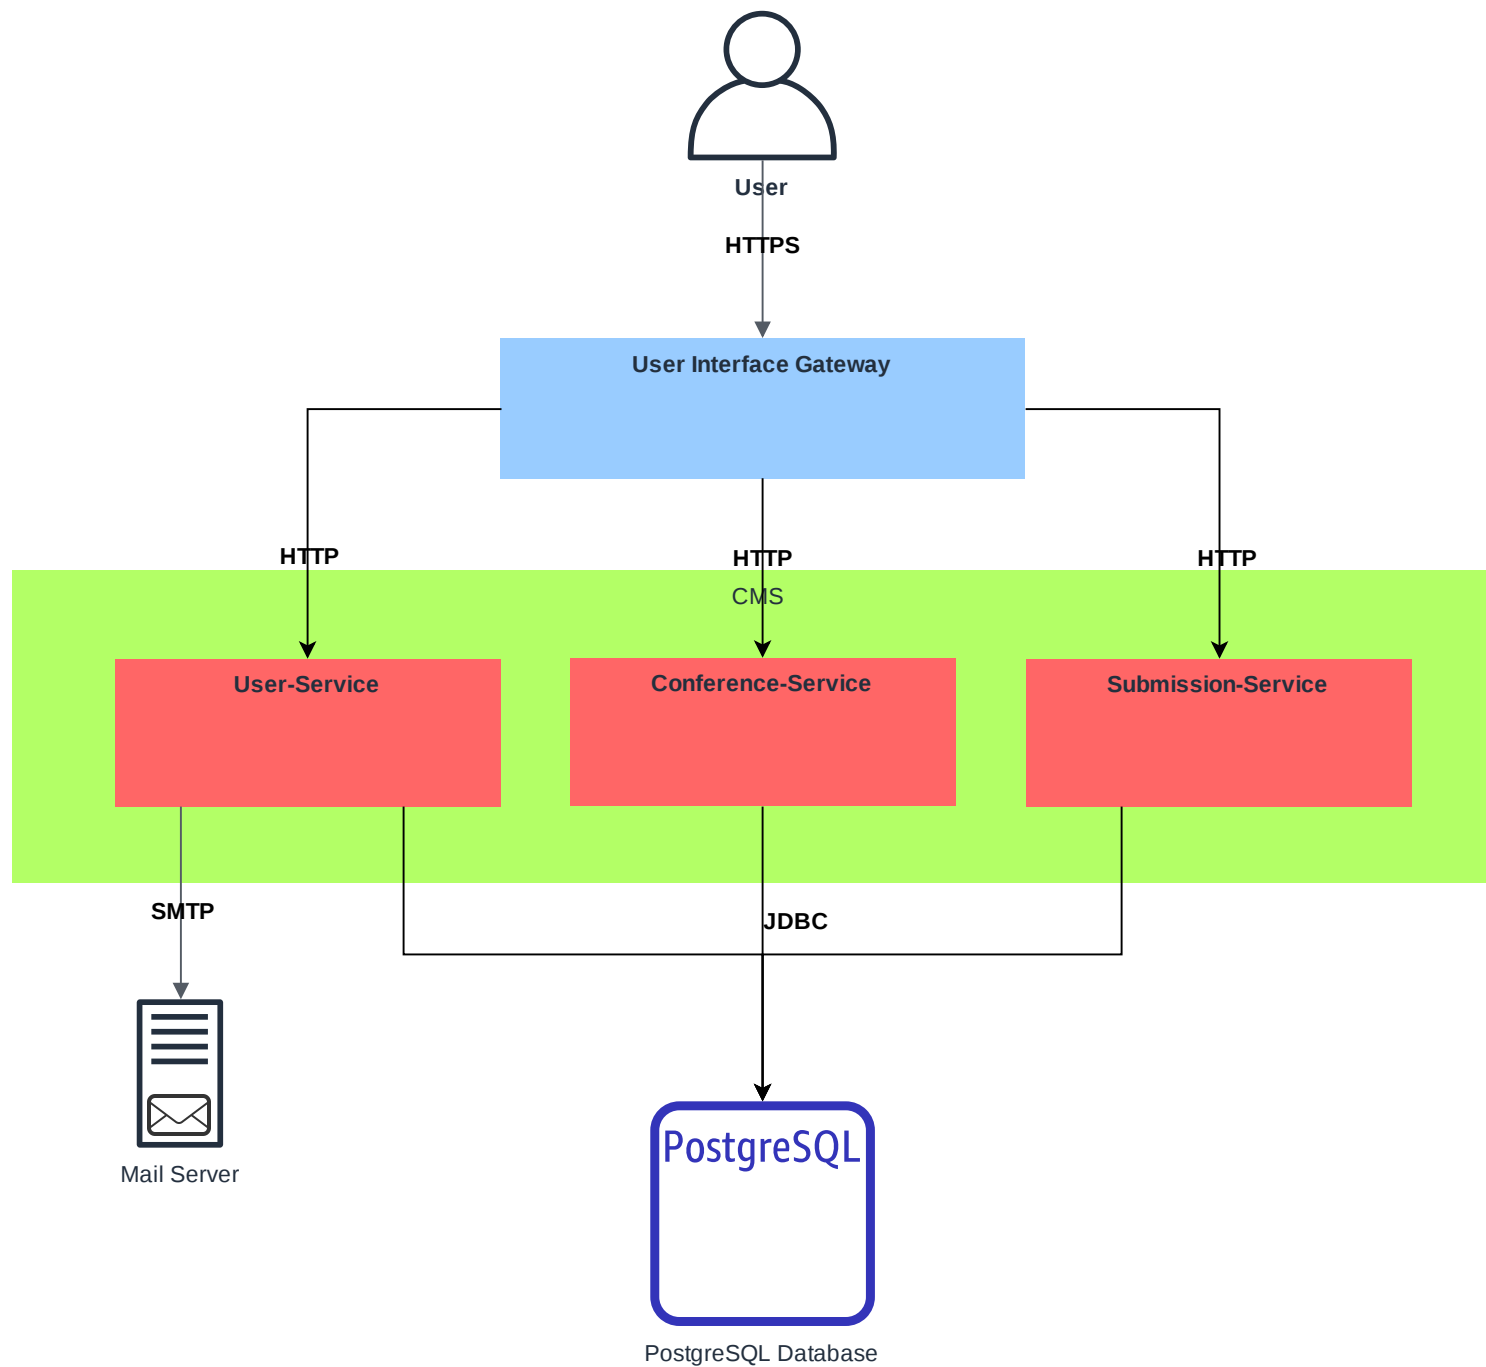 User
HTTPS
User Interface Gateway
HTTP
HTTP
HTTP
CMS
User-Service
Conference-Service
Submission-Service
SMTP
JDBC
PostgreSQL
Mail Server
PostgreSQL Database